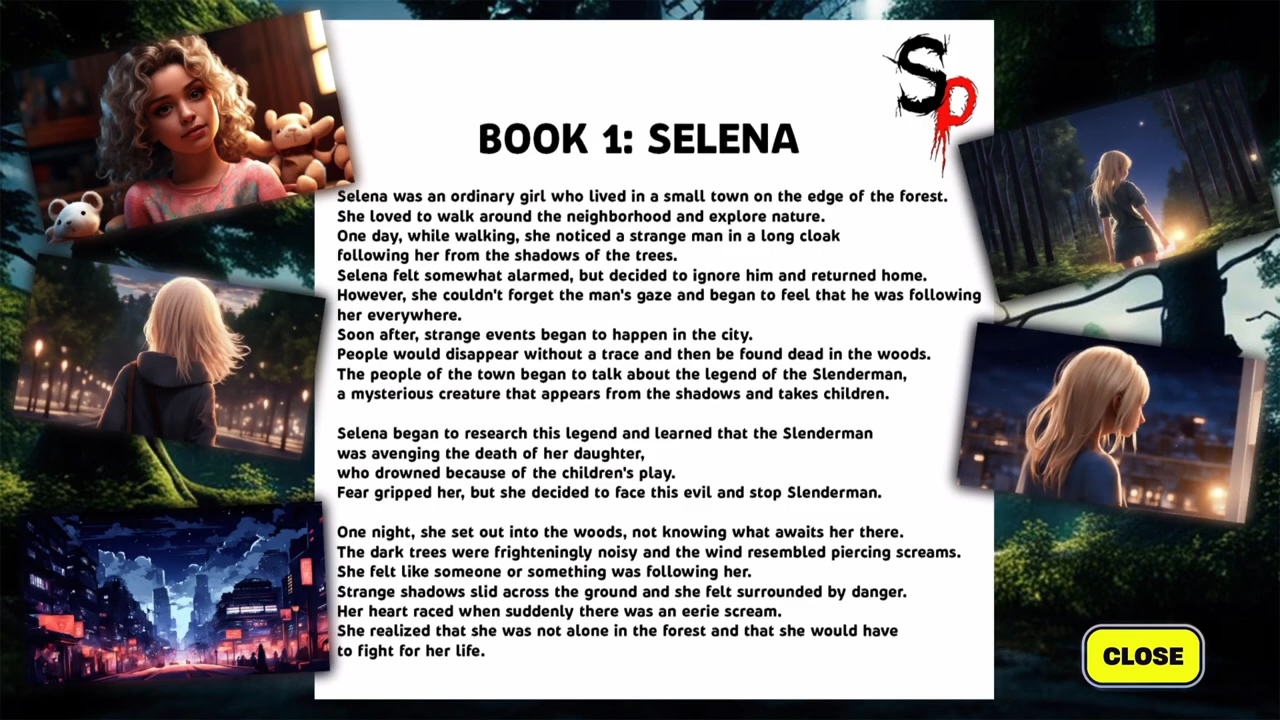 SP
BOOK 1: SELENA
Selena was an ordinary girl who lived in a small town on the edge of the forest.
She loved to walk around the neighborhood and explore nature.
One day, while walking, she noticed a strange man in a long cloak
following her from the shadows of the trees.
Selena felt somewhat alarmed, but decided to ignore him and returned home.
However, she couldn't forget the man's gaze and began to feel that he was following
her everywhere.
Soon after, strange events began to happen in the city.
People would disappear without a trace and then be found dead in the woods.
The people of the town began to talk about the legend of the Slenderman,
a mysterious creature that appears from the shadows and takes children.
Selena began to research this legend and learned that the Slenderman
was avenging the death of her daughter,
who drowned because of the children's play.
Fear gripped her, but she decided to face this evil and stop Slenderman.
One night, she set out into the woods, not knowing what awaits her there.
The dark trees were frighteningly noisy and the wind resembled piercing screams.
She felt like someone or something was following her.
Strange shadows slid across the ground and she felt surrounded by danger.
Her heart raced when suddenly there was an eerie scream.
She realized that she was not alone in the forest and that she would have
to fight for her life.
CLOSE